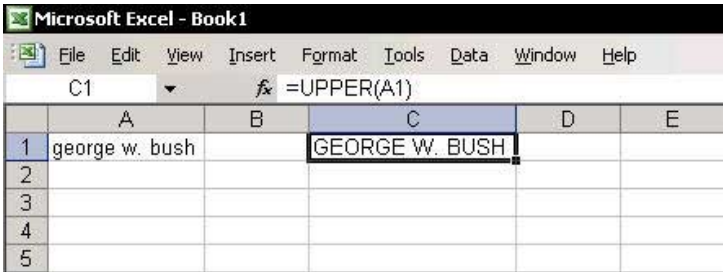 Microsoft Excel - Book1
File Edit View Insert Format Tools Data Window Help
C1 fx =UPPER(A1)
A B C D E
1 george w. bush GEORGE W. BUSH
2
3
4
5